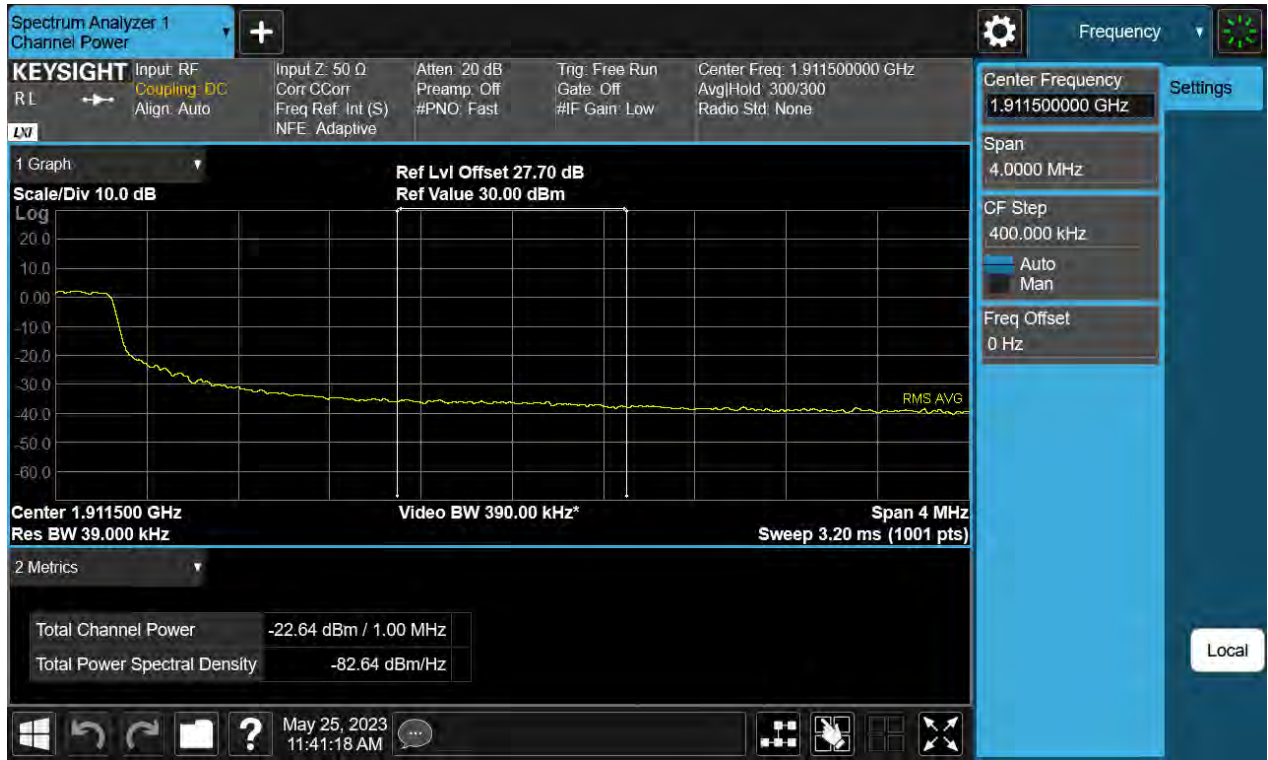 Spectrum Analyzer 1
Channel Power
Frequency
KEYSIGHT
RL
LXI
Input: RF
Coupling: DC
Align: Auto
Input Z: 50 Ω
Corr CCorr
Freq Ref: Int (S)
NFE: Adaptive
Atten: 20 dB
Preamp: Off
#PNO: Fast
Trig: Free Run
Gate: Off
#IF Gain: Low
Center Freq: 1.911500000 GHz
Avg|Hold: 300/300
Radio Std: None
Center Frequency
1.911500000 GHz
Settings
Span
4.0000 MHz
CF Step
400.000 kHz
Auto
Man
Freq Offset
0 Hz
1 Graph
Scale/Div 10.0 dB
Ref Lvl Offset 27.70 dB
Ref Value 30.00 dBm
Log
20.0
10.0
0.00
-10.0
-20.0
-30.0
-40.0
-50.0
-60.0
RMS AVG
Center 1.911500 GHz
Res BW 39.000 kHz
Video BW 390.00 kHz*
Span 4 MHz
Sweep 3.20 ms (1001 pts)
2 Metrics
Total Channel Power -22.64 dBm / 1.00 MHz
Total Power Spectral Density -82.64 dBm/Hz
Local
?
May 25, 2023
11:41:18 AM